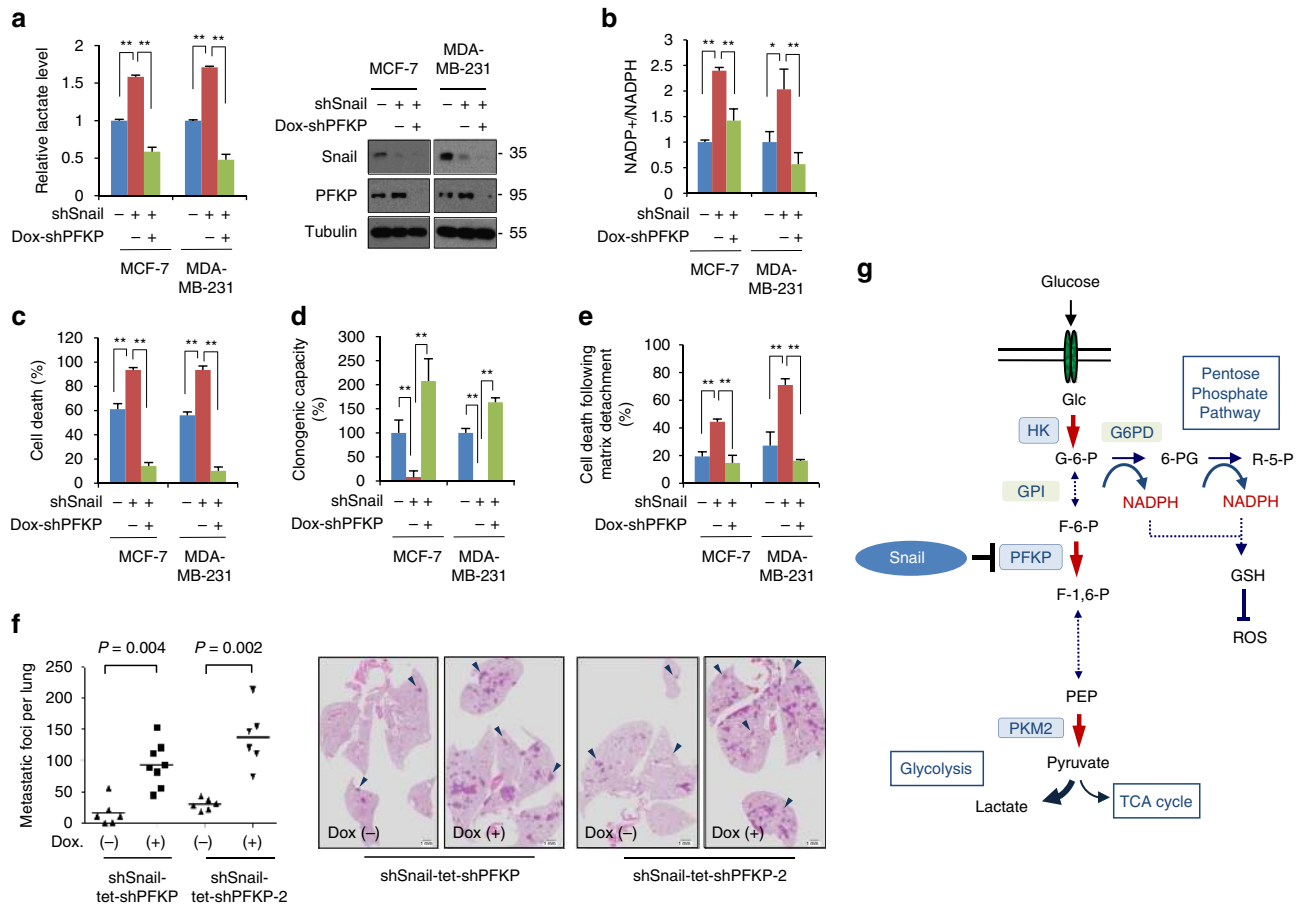 a
Relative lactate level
2
1.5
1
0.5
0
** ** ** **
shSnail − + + − + +
Dox-shPFKP − + − +
MCF-7
MDA-
MB-231
MCF-7
MDA-
MB-231
shSnail − + + − + +
Dox-shPFKP − + − +
Snail - 35
PFKP - 95
Tubulin - 55
b
NADP+/NADPH
3
2.5
2
1.5
1
0.5
0
** ** * **
shSnail − + + − + +
Dox-shPFKP − + − +
MCF-7
MDA-
MB-231
c
Cell death (%)
120
100
80
60
40
20
0
** ** ** **
shSnail − + + − + +
Dox-shPFKP − + − +
MCF-7
MDA-
MB-231
d
Clonogenic capacity
(%)
300
250
200
150
100
50
0
** ** ** **
shSnail − + + − + +
Dox-shPFKP − + − +
MCF-7
MDA-
MB-231
e
Cell death following
matrix detachment
(%)
100
80
60
40
20
0
** ** ** **
shSnail − + + − + +
Dox-shPFKP − + − +
MCF-7
MDA-
MB-231
f
Metastatic foci per lung
P = 0.004 P = 0.002
250
200
150
100
50
0
Dox. (−) (+) (−) (+)
shSnail-
tet-shPFKP
shSnail-
tet-shPFKP-2
Dox (−) Dox (+) Dox (−) Dox (+)
1 mm 1 mm 1 mm 1 mm
shSnail-tet-shPFKP shSnail-tet-shPFKP-2
g
Glucose
Glc
Pentose
Phosphate
Pathway
HK
G6PD
G-6-P 6-PG R-5-P
GPI
NADPH NADPH
F-6-P
Snail
PFKP
GSH
F-1,6-P
ROS
PEP
PKM2
Glycolysis
Pyruvate
Lactate
TCA cycle